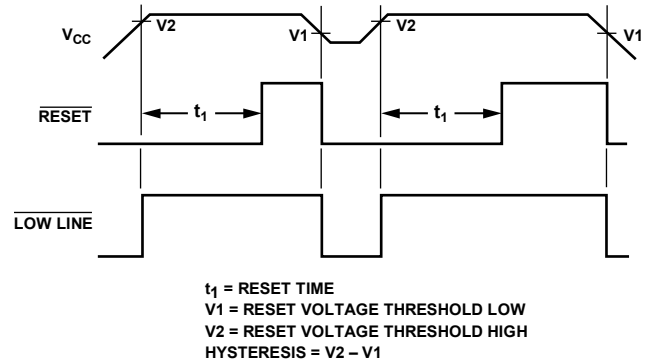 V2 V1 V2 V1
VCC
RESET t1 t1
LOW LINE
t1 = RESET TIME
V1 = RESET VOLTAGE THRESHOLD LOW
V2 = RESET VOLTAGE THRESHOLD HIGH
HYSTERESIS = V2 – V1